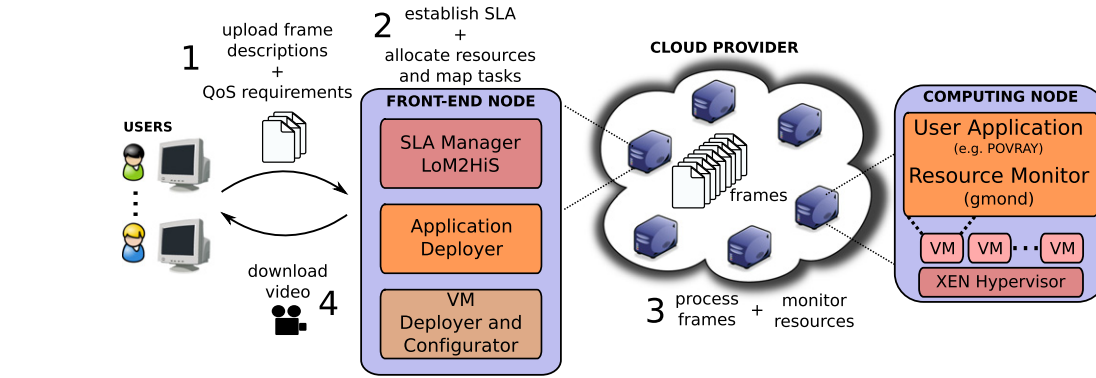 1
upload frame
descriptions
+
QoS requirements
2
establish SLA
+
allocate resources
and map tasks
USERS
FRONT-END NODE
SLA Manager
LoM2HiS
Application
Deployer
VM
Deployer and
Configurator
download
video
4
CLOUD PROVIDER
frames
3
process
frames
+
monitor
resources
COMPUTING NODE
User Application
(e.g. POVRAY)
Resource Monitor
(gmond)
VM
VM
...
VM
XEN Hypervisor